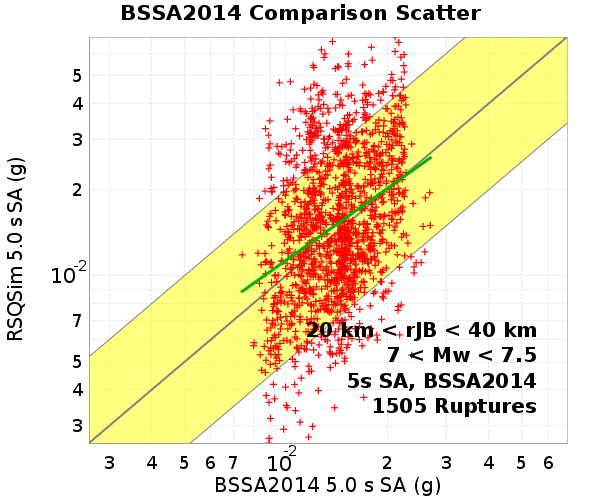 BSSA2014 Comparison Scatter
RSQSim 5.0 s SA (g)
5
4
3
2
10-2
7
5
4
3
20 km < rJB < 40 km
7 < Mw < 7.5
5s SA, BSSA2014
1505 Ruptures
3 4 5 6 7 10-2 2 3 4 5 6
BSSA2014 5.0 s SA (g)